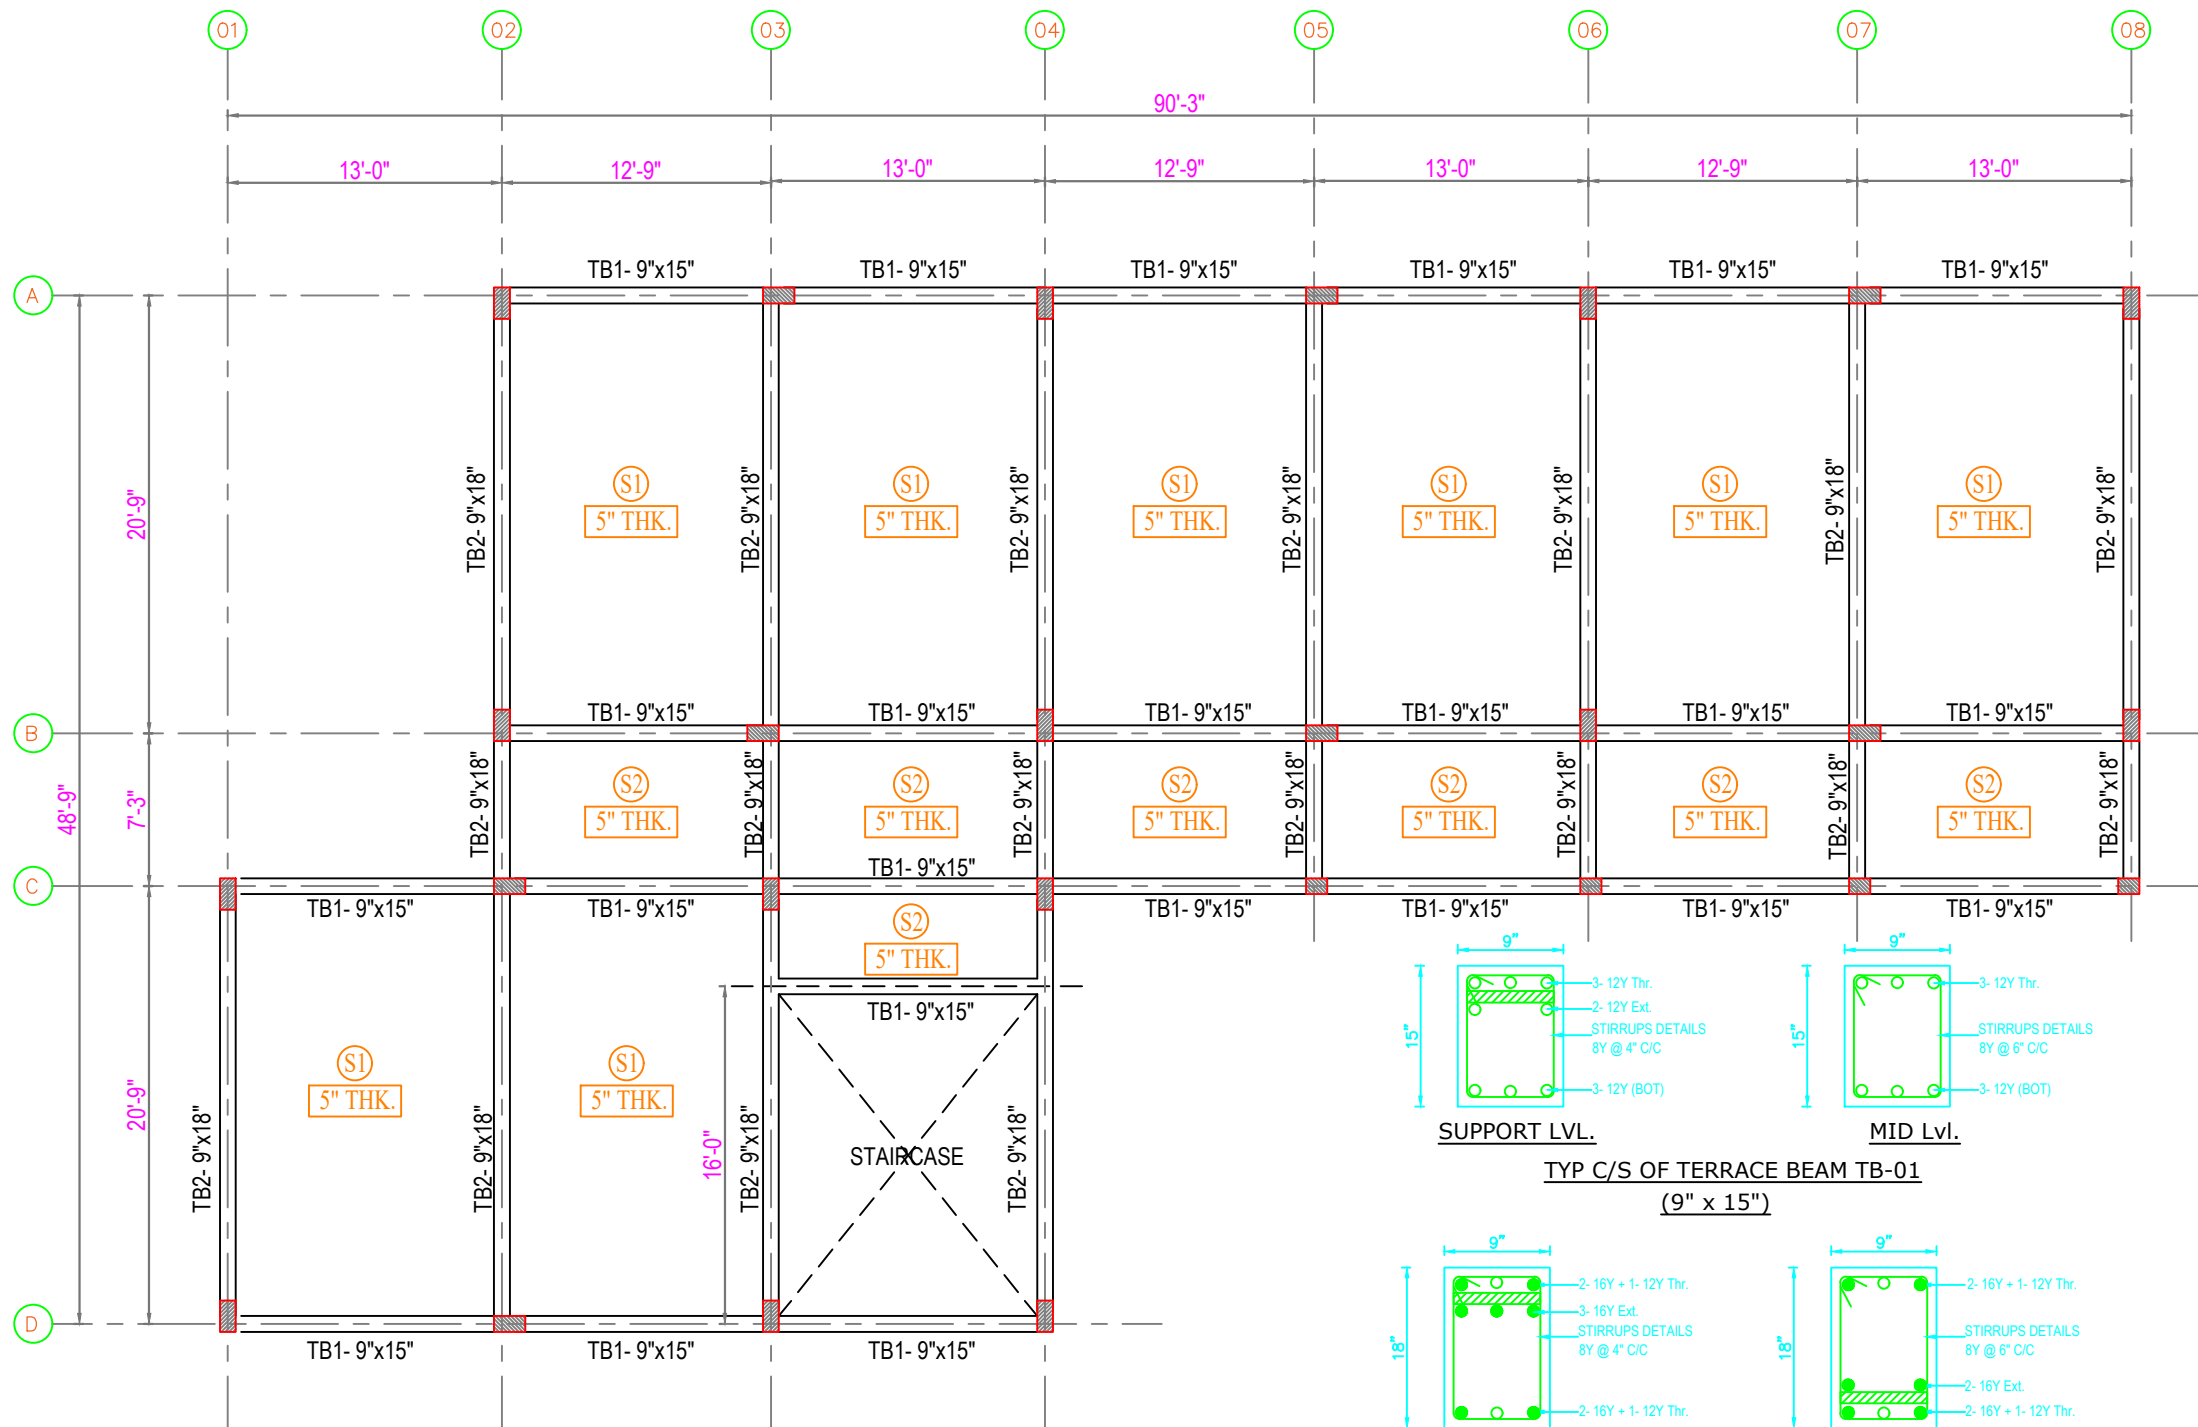 01 02 03 04 05 06 07 08
90'-3"
13'-0" 12'-9" 13'-0" 12'-9" 13'-0" 12'-9" 13'-0"
TB1- 9"x15" TB1- 9"x15" TB1- 9"x15" TB1- 9"x15" TB1- 9"x15" TB1- 9"x15"
A
20'-9"
TB2- 9"x18" TB2- 9"x18" TB2- 9"x18" TB2- 9"x18" TB2- 9"x18" TB2- 9"x18" TB2- 9"x18"
S1 S1 S1 S1 S1 S1
5" THK. 5" THK. 5" THK. 5" THK. 5" THK. 5" THK.
TB1- 9"x15" TB1- 9"x15" TB1- 9"x15" TB1- 9"x15" TB1- 9"x15" TB1- 9"x15"
B
48'-9"
7'-3"
TB2- 9"x18" TB2- 9"x18" TB2- 9"x18" TB2- 9"x18" TB2- 9"x18" TB2- 9"x18" TB2- 9"x18"
S2 S2 S2 S2 S2 S2
5" THK. 5" THK. 5" THK. 5" THK. 5" THK. 5" THK.
TB1- 9"x15"
C
TB1- 9"x15" TB1- 9"x15" TB1- 9"x15" TB1- 9"x15" TB1- 9"x15" TB1- 9"x15"
S2
5" THK.
TB1- 9"x15"
20'-9"
S1 S1
5" THK. 5" THK.
TB2- 9"x18" TB2- 9"x18" TB2- 9"x18" TB2- 9"x18"
16'-0"
STAIRCASE
D
TB1- 9"x15" TB1- 9"x15" TB1- 9"x15"
9"
15"
3- 12Y Thr.
2- 12Y Ext.
STIRRUPS DETAILS
8Y @ 4" C/C
3- 12Y (BOT)
SUPPORT LVL.
9"
15"
3- 12Y Thr.
STIRRUPS DETAILS
8Y @ 6" C/C
3- 12Y (BOT)
MID Lvl.
TYP C/S OF TERRACE BEAM TB-01
(9" x 15")
9"
18"
2- 16Y + 1- 12Y Thr.
3- 16Y Ext.
STIRRUPS DETAILS
8Y @ 4" C/C
2- 16Y + 1- 12Y Thr.
9"
18"
2- 16Y + 1- 12Y Thr.
STIRRUPS DETAILS
8Y @ 6" C/C
2- 16Y Ext.
2- 16Y + 1- 12Y Thr.